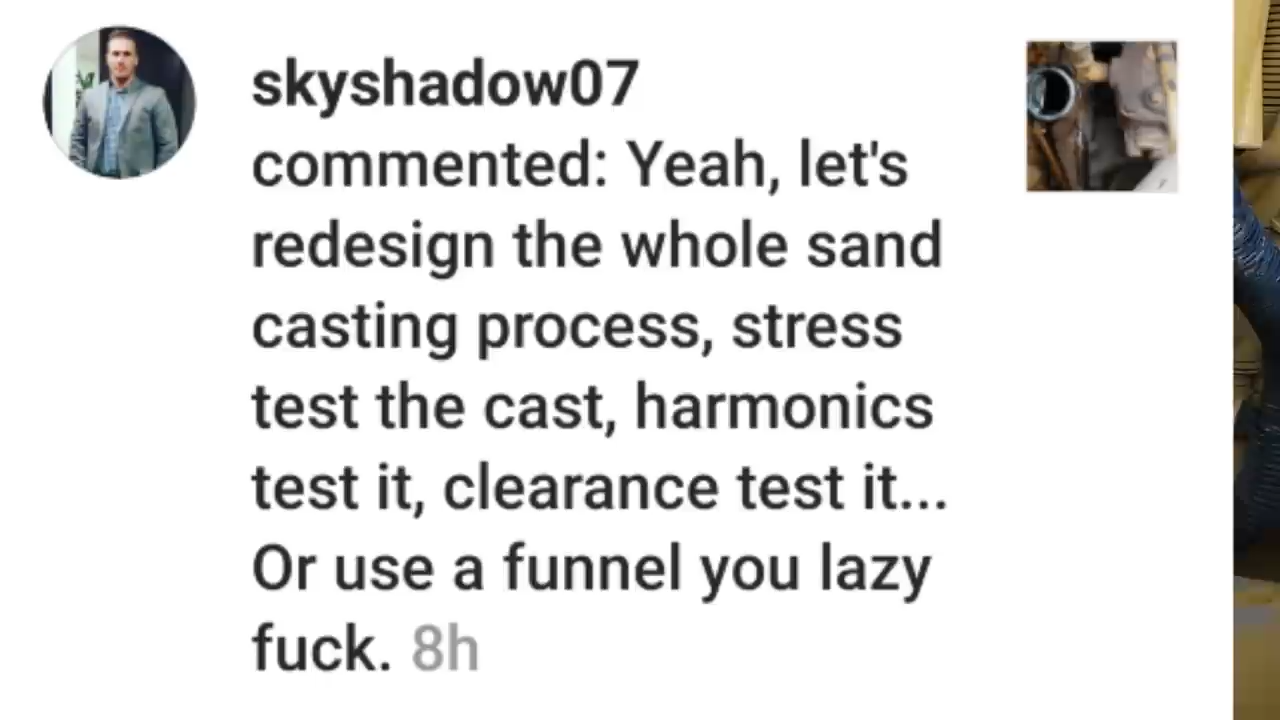 skyshadow07
commented: Yeah, let's
redesign the whole sand
casting process, stress
test the cast, harmonics
test it, clearance test it...
Or use a funnel you lazy
fuck. 8h